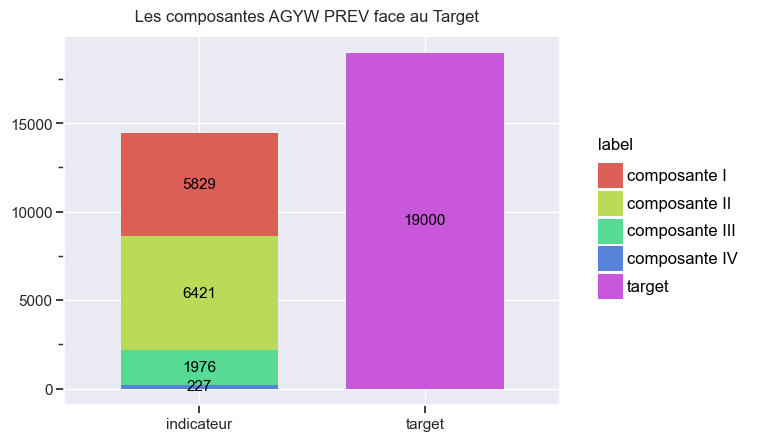 Les composantes AGYW PREV face au Target
15000
10000
5000
0
5829
6421
1976
227
19000
indicateur
target
label
composante I
composante II
composante III
composante IV
target